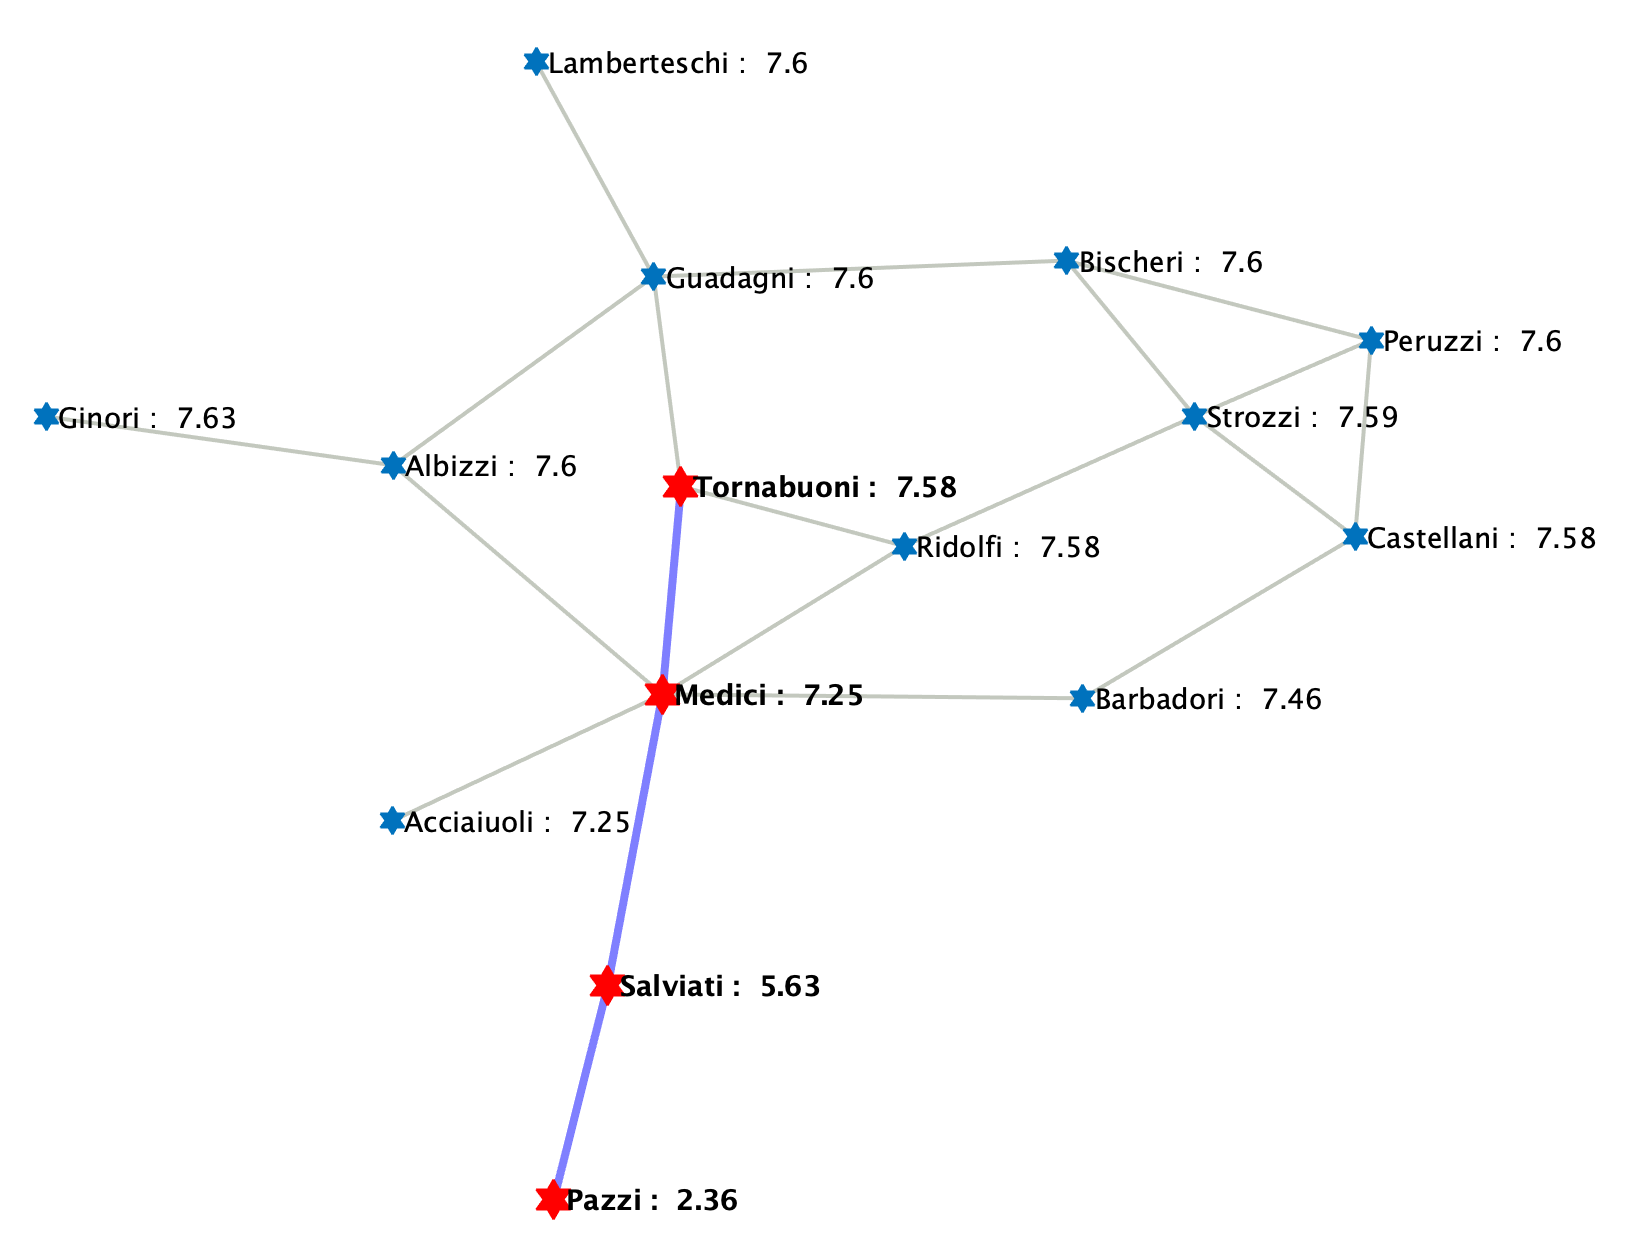 Lamberteschi :  7.6
Bischeri :  7.6
Guadagni :  7.6
Peruzzi :  7.6
Ginori :  7.63
Strozzi :  7.59
Albizzi :  7.6
Tornabuoni :  7.58
Castellani :  7.58
Ridolfi :  7.58
Medici :  7.25
Barbadori :  7.46
Acciaiuoli :  7.25
Salviati :  5.63
Pazzi :  2.36